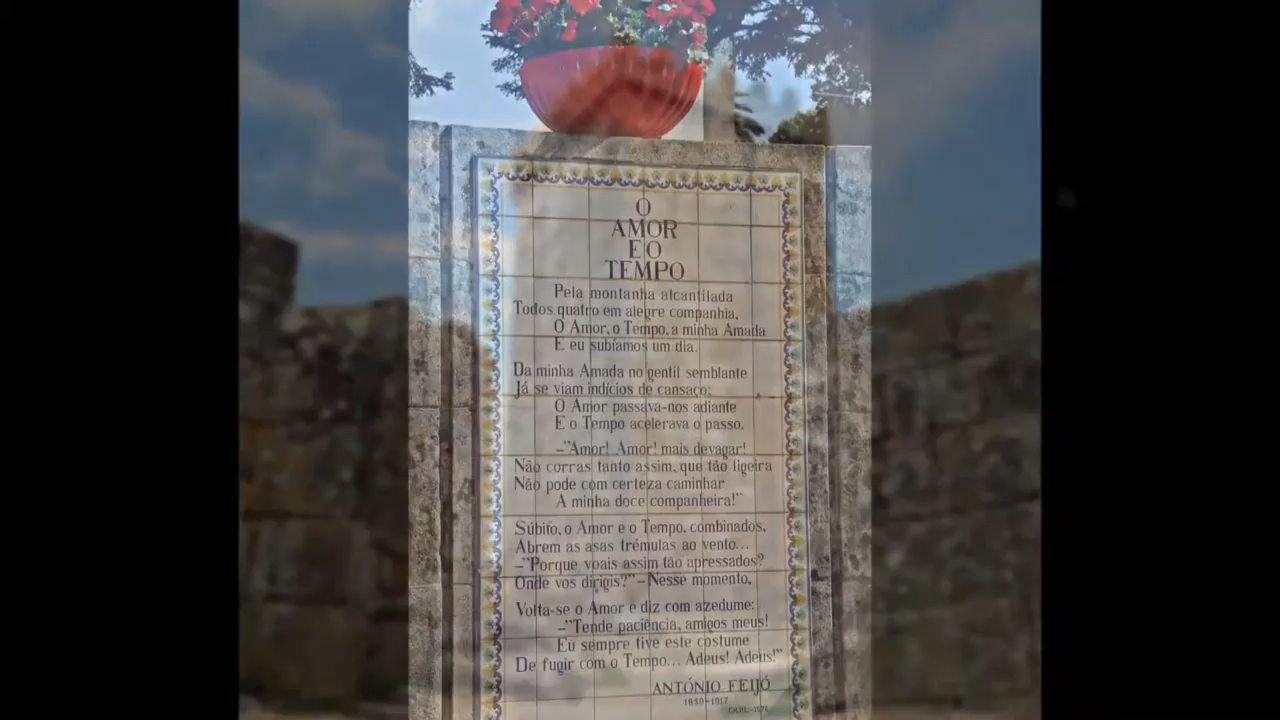 O
AMOR
E O
TEMPO
Pela montanha alcantilada
Todos quatro em alegre companhia,
O Amor, o Tempo, a minha Amada
E eu subíamos um dia.
Da minha Amada no gentil semblante
Já se viam indícios de cansaço;
O Amor passava-nos adiante
E o Tempo acelerava o passo.
–"Amor! Amor! mais devagar!
Não corras tanto assim, que tão ligeira
Não pode com certeza caminhar
A minha doce companheira!"
Súbito, o Amor e o Tempo, combinados,
Abrem as asas trémulas ao vento...
–"Porque voais assim tão apressados?
Onde vos dirigis?" – Nesse momento,
Volta-se o Amor e diz com azedume:
–"Tende paciência, amigos meus!
Eu sempre tive este costume
De fugir com o Tempo... Adeus! Adeus!"
ANTÓNIO FEIJÓ
1859-1917